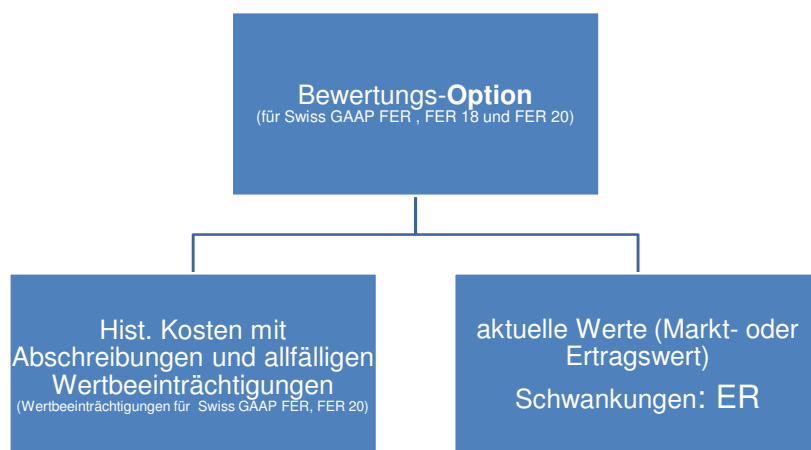 Bewertungs-Option
(für Swiss GAAP FER , FER 18 und FER 20)
Hist. Kosten mit
Abschreibungen und allfälligen
Wertbeeinträchtigungen
(Wertbeeinträchtigungen für Swiss GAAP FER, FER 20)
aktuelle Werte (Markt- oder
Ertragswert)
Schwankungen: ER